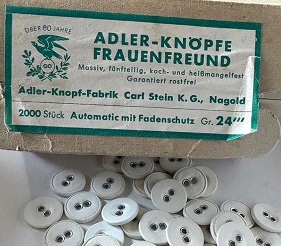 ÜBER 80 JAHRE
ADLER-KNÖPFE
FRAUENFREUND
Massiv, fünfteilig, koch- und heißmangelfest
Garantiert rostfrei
Adler-Knopf-Fabrik Carl Stein K.G., Nagold
2000 Stück Automatic mit Fadenschutz Gr. 24'''